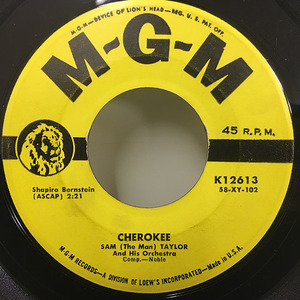 M-G-M—DEVICE OF LION'S HEAD—REG. U. S. PAT. OFF.
M-G-M
45 R.P.M.
Shapiro Bernstein
(ASCAP) 2:21
K12613
58-XY-102
CHEROKEE
SAM (The Man) TAYLOR
And His Orchestra
Comp.—Noble
M-G-M RECORDS—A DIVISION OF LOEW'S INCORPORATED—Made in U.S.A.